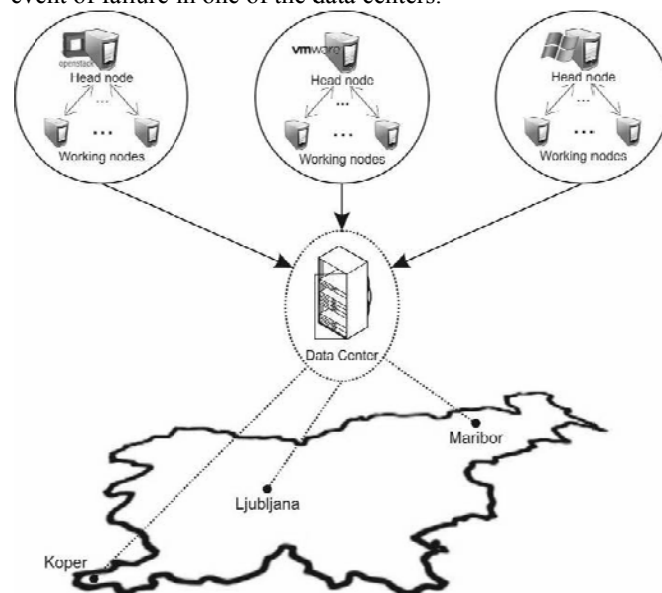 event of failure in one of the data centers.
openstack
Head node
...
...
Working nodes
vmware
Head node
...
...
Working nodes
Head node
...
...
Working nodes
Data Center
Maribor
Ljubljana
Koper